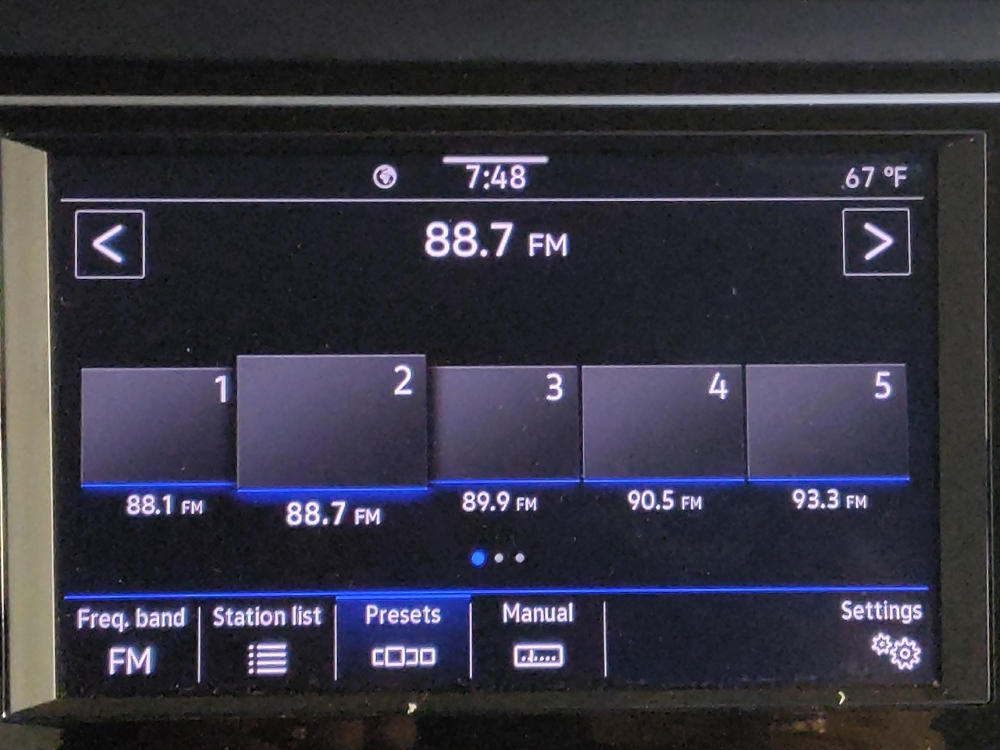 7:48
67 °F
<
88.7 FM
>
1
2
3
4
5
88.1 FM
88.7 FM
89.9 FM
90.5 FM
93.3 FM
Freq. band
Station list
Presets
Manual
Settings
FM